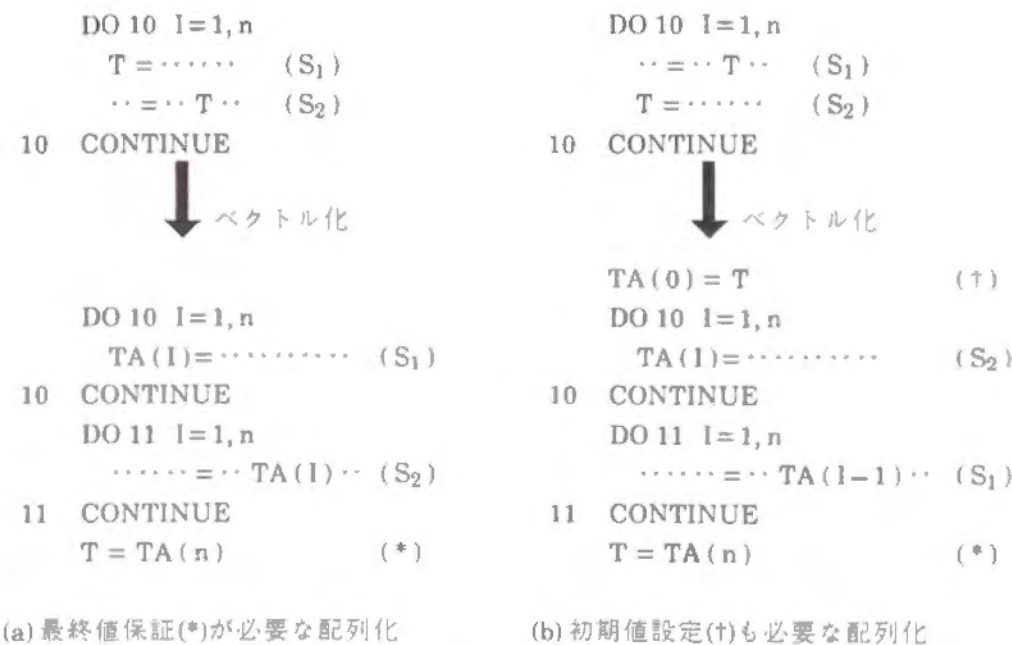 DO 10 I=1, n
T = ······ (S₁)
·· = ·· T ·· (S₂)
10 CONTINUE
ベクトル化
DO 10 I=1, n
TA(I)= ·········· (S₁)
10 CONTINUE
DO 11 I=1, n
······ = ·· TA(I) ·· (S₂)
11 CONTINUE
T = TA(n) (*)
(a) 最終値保証(*)が必要な配列化
DO 10 I=1, n
·· = ·· T ·· (S₁)
T = ······ (S₂)
10 CONTINUE
ベクトル化
TA(0) = T (†)
DO 10 I=1, n
TA(I)= ·········· (S₂)
10 CONTINUE
DO 11 I=1, n
······ = ·· TA(I-1) ·· (S₁)
11 CONTINUE
T = TA(n) (*)
(b) 初期値設定(†)も必要な配列化